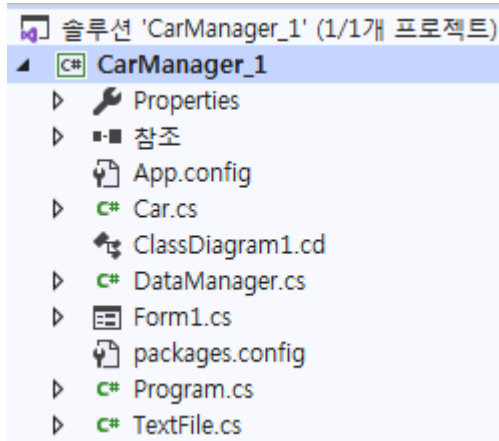 솔루션 'CarManager_1' (1/1개 프로젝트)
C# CarManager_1
Properties
참조
App.config
C# Car.cs
ClassDiagram1.cd
C# DataManager.cs
Form1.cs
packages.config
C# Program.cs
C# TextFile.cs